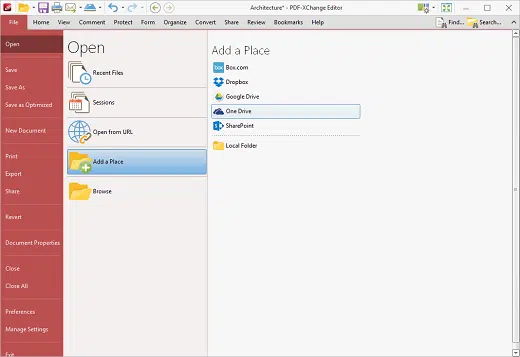 Architecture* - PDF-XChange Editor
File Home View Comment Protect Form Organize Convert Share Review Bookmarks Help Find... Search...
Open
Save
Save As
Save as Optimized
New Document
Print
Export
Share
Revert
Document Properties
Close
Close All
Preferences
Manage Settings
Exit
Open
Recent Files
Sessions
Open from URL
Add a Place
Browse
Add a Place
box Box.com
Dropbox
Google Drive
One Drive
SharePoint
Local Folder